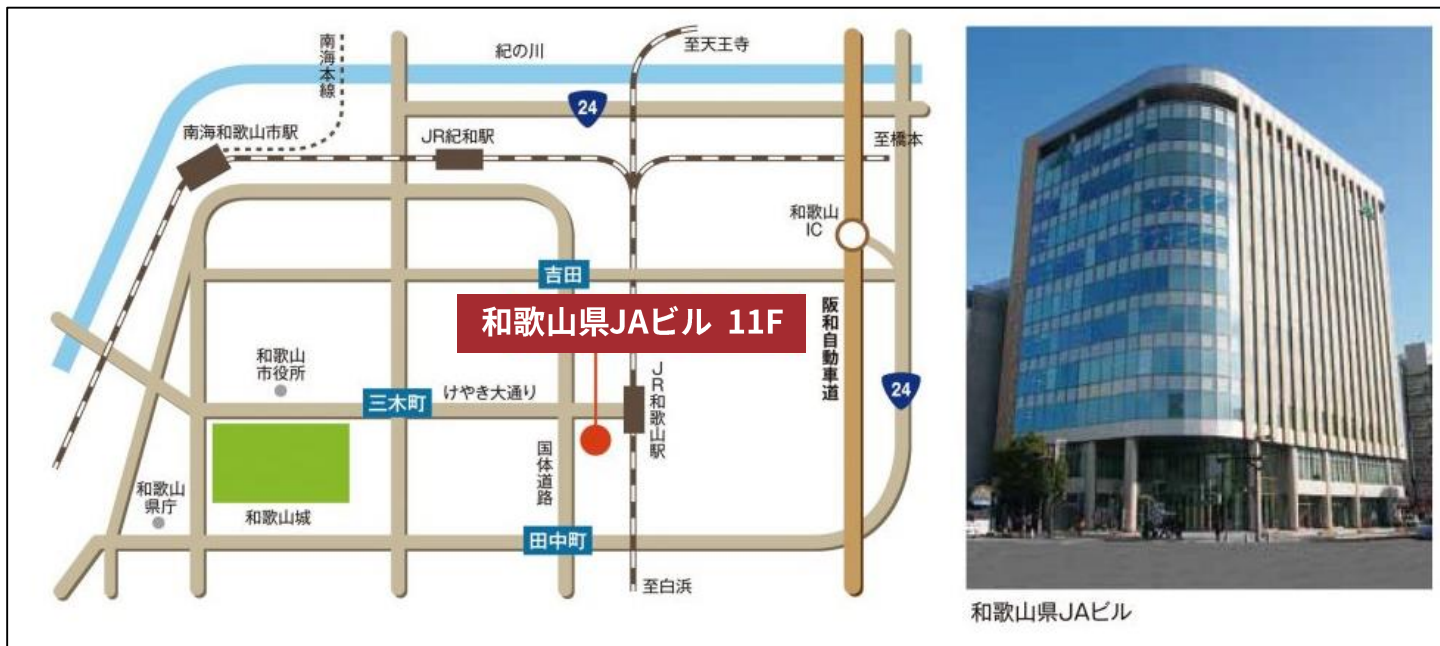 南海本線
紀の川
至天王寺
24
南海和歌山市駅
JR紀和駅
至橋本
和歌山
IC
吉田
和歌山県JAビル 11F
阪和自動車道
和歌山
市役所
三木町
けやき大通り
JR和歌山駅
24
国体道路
和歌山
県庁
和歌山城
田中町
至白浜
和歌山県JAビル